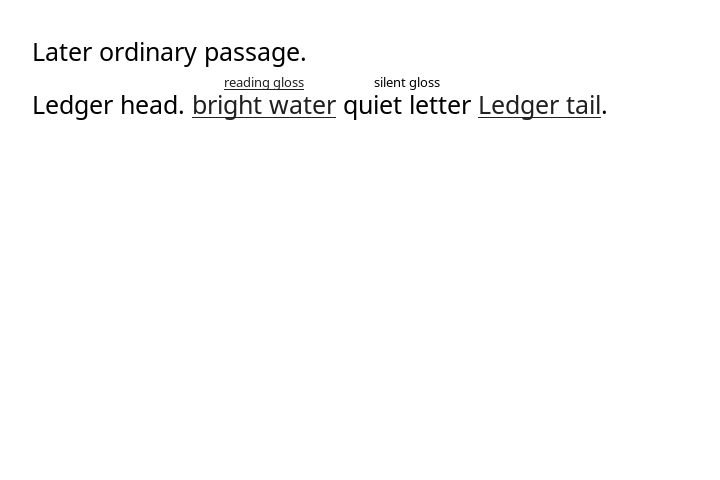 Later ordinary passage.
reading gloss silent gloss
Ledger head. bright water quiet letter Ledger tail.